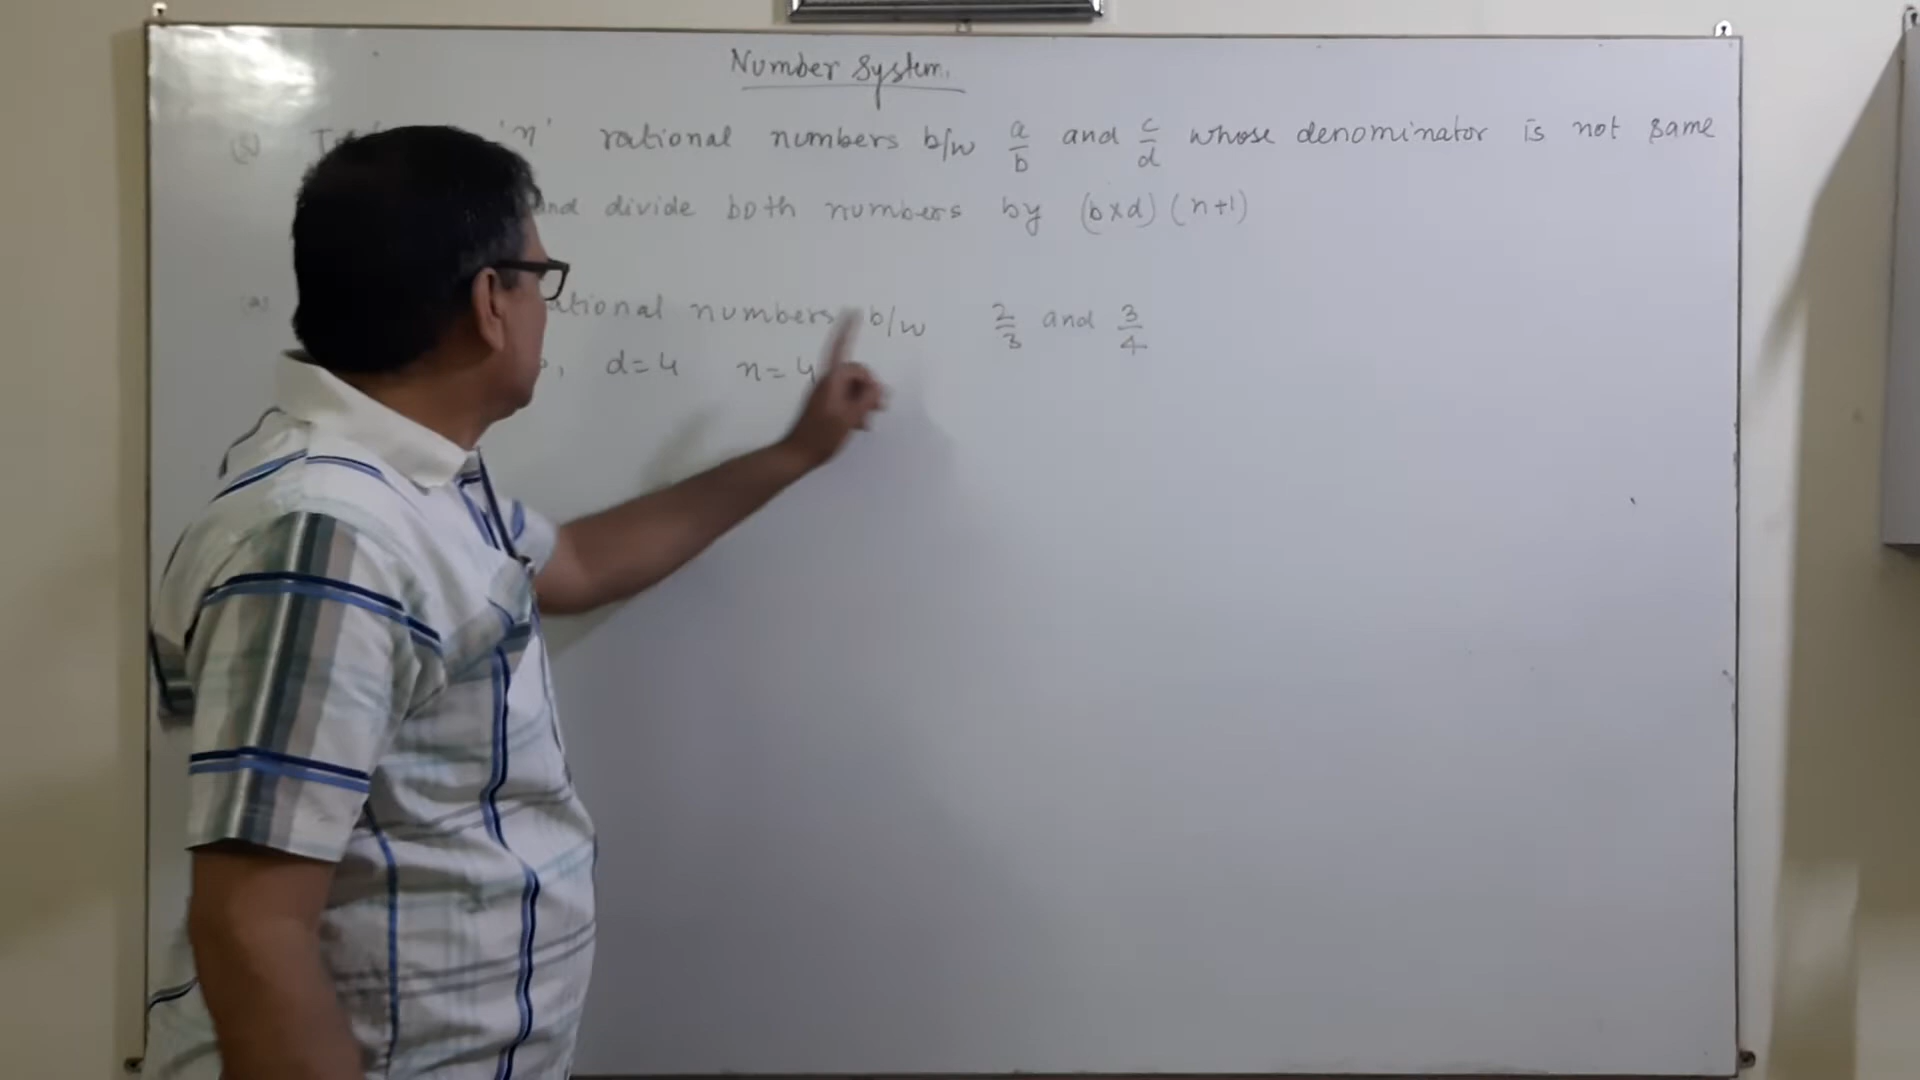 Number System.
'n' rational numbers b/w a/b and c/d whose denominator is not same
and divide both numbers by (b×d) (n+1)
(a) numbers b/w 2/3 and 3/4
, d=4 n=4